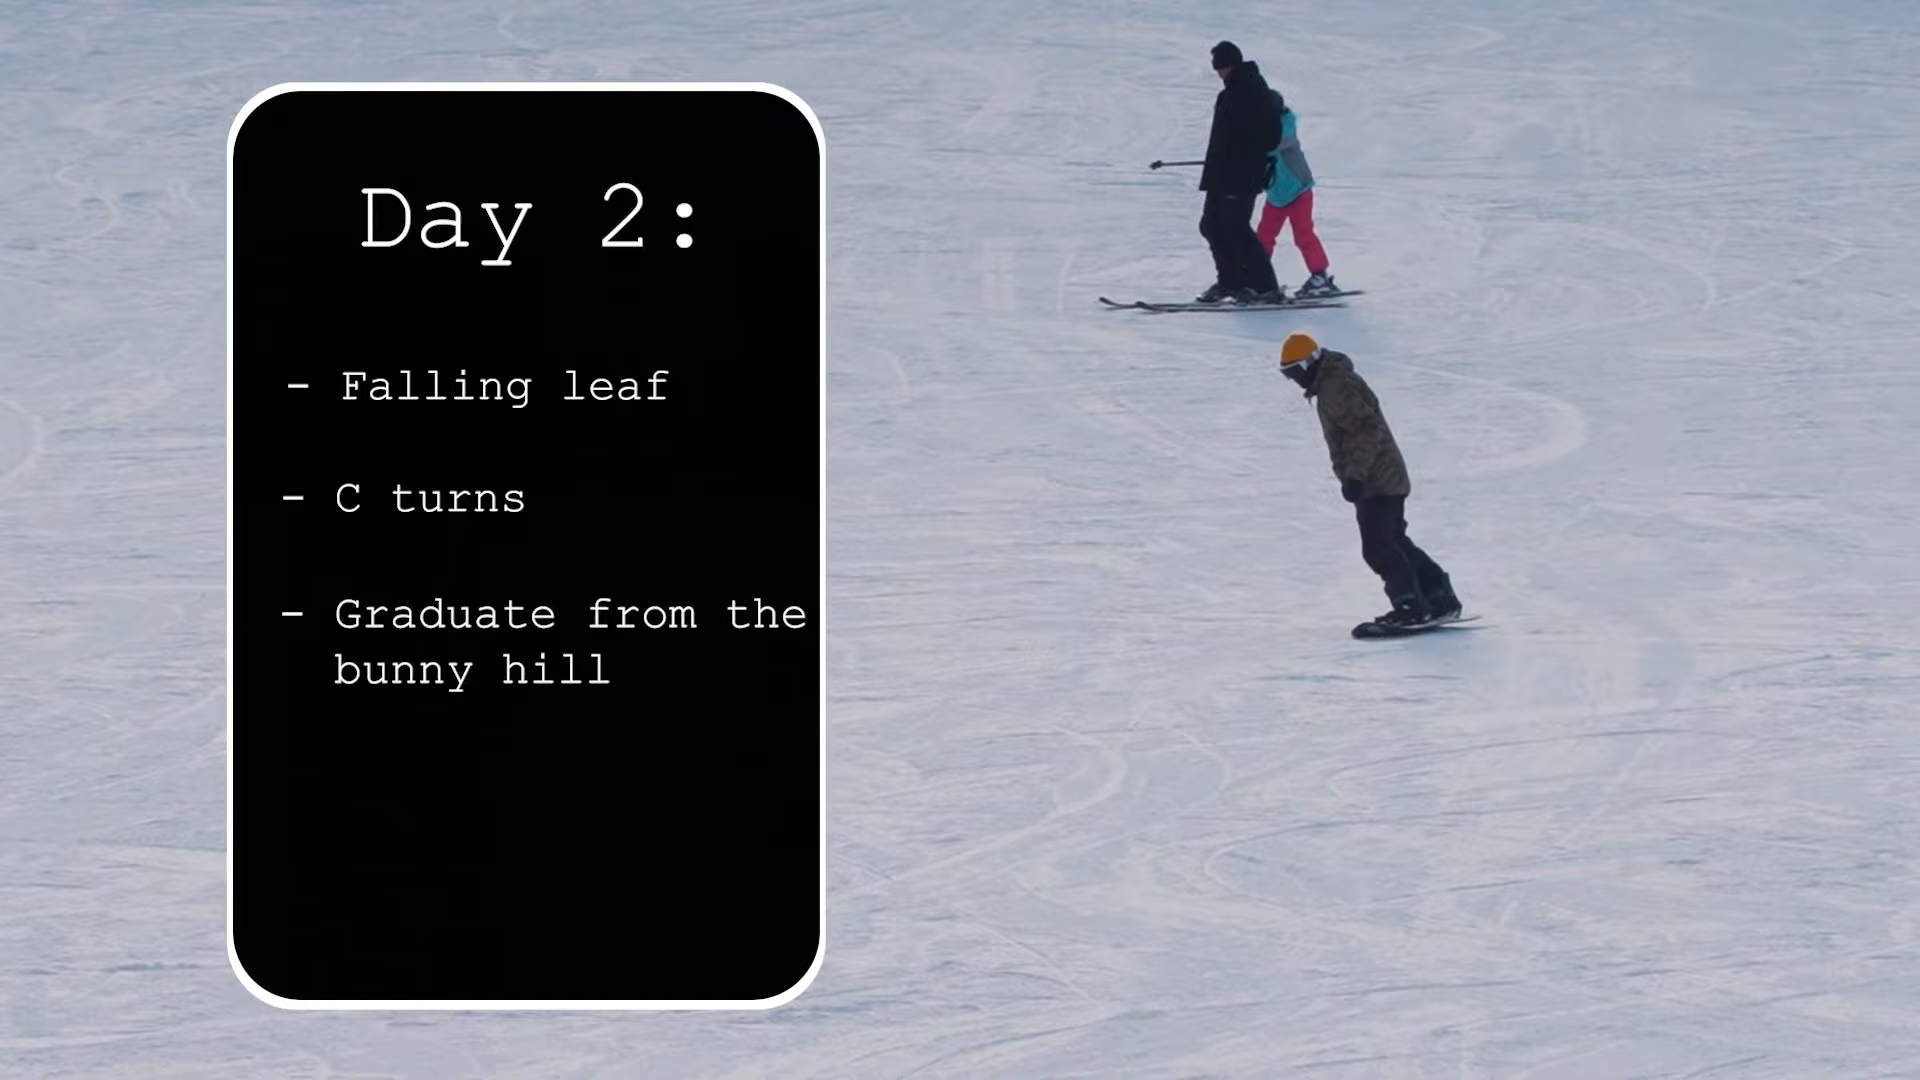 Day 2:
- Falling leaf
- C turns
- Graduate from the
bunny hill